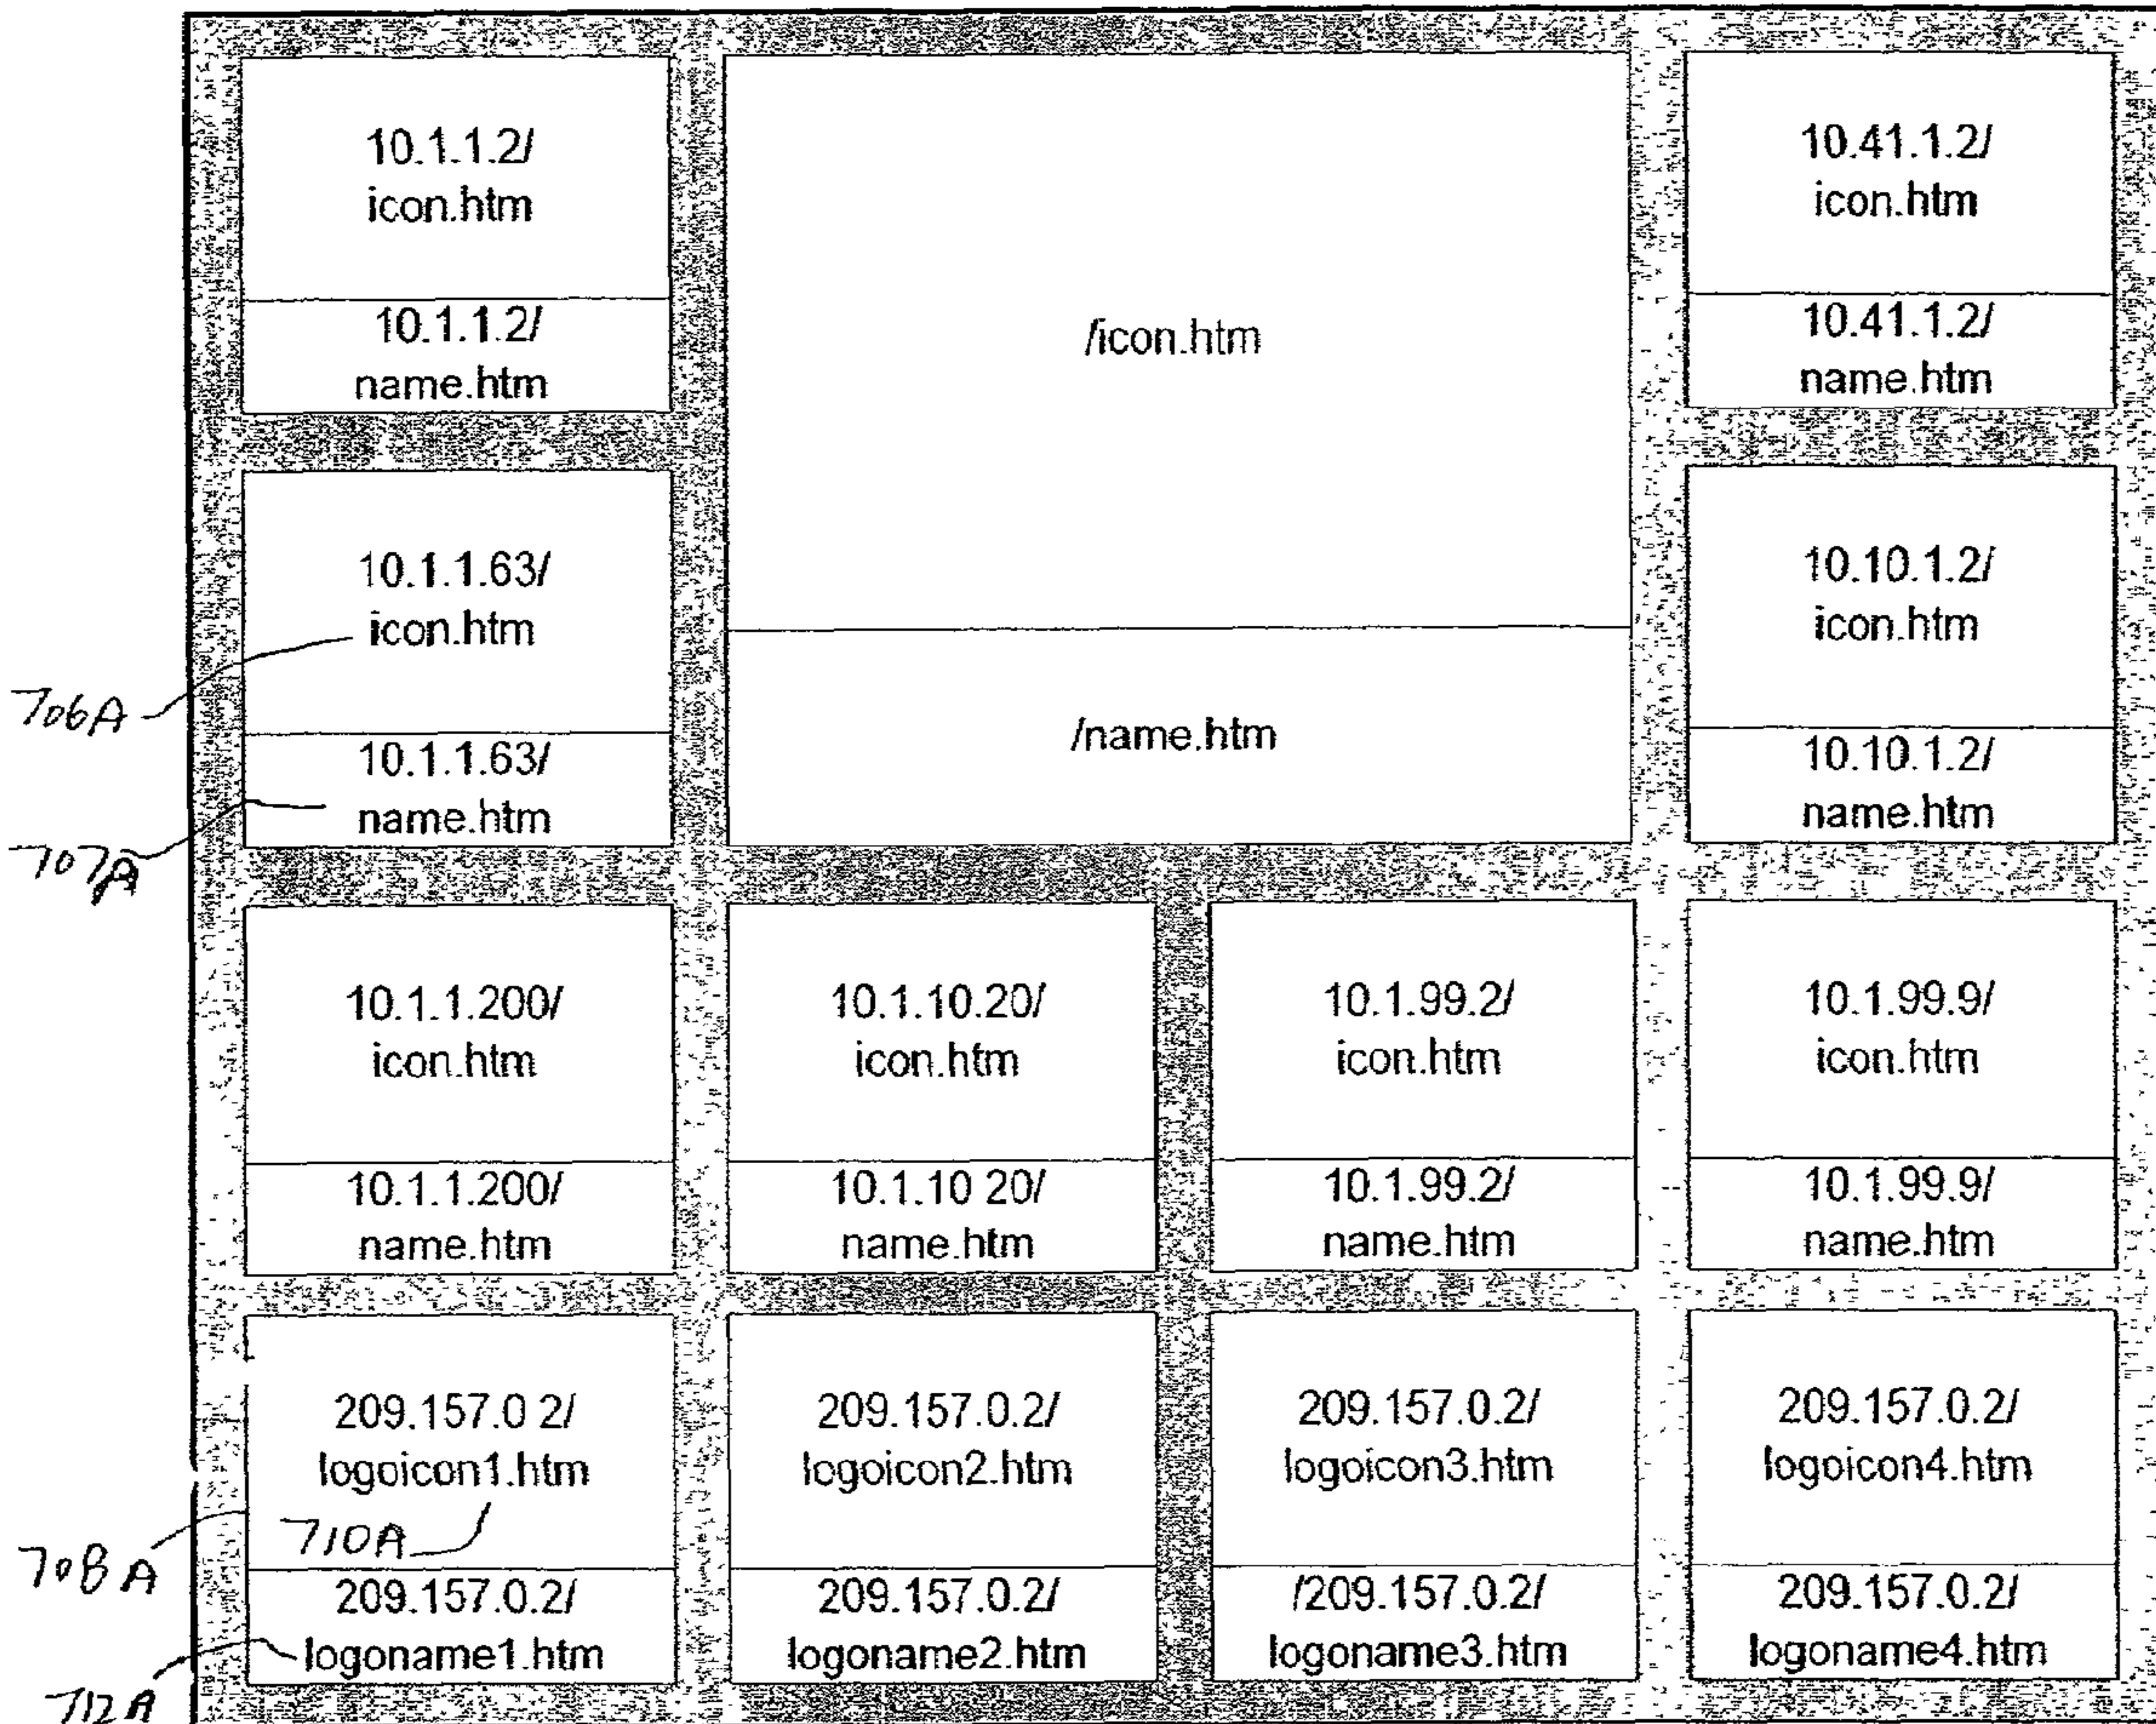 10.1.1.2/
icon.htm
10.1.1.2/
name.htm
/icon.htm
/name.htm
10.41.1.2/
icon.htm
10.41.1.2/
name.htm
10.1.1.63/
icon.htm
706A
10.1.1.63/
name.htm
707A
10.10.1.2/
icon.htm
10.10.1.2/
name.htm
10.1.1.200/
icon.htm
10.1.1.200/
name.htm
10.1.10.20/
icon.htm
10.1.10 20/
name.htm
10.1.99.2/
icon.htm
10.1.99.2/
name.htm
10.1.99.9/
icon.htm
10.1.99.9/
name.htm
209.157.0 2/
logoicon1.htm
710A
708A
209.157.0.2/
logoname1.htm
712A
209.157.0.2/
logoicon2.htm
209.157.0.2/
logoname2.htm
209.157.0.2/
logoicon3.htm
/209.157.0.2/
logoname3.htm
209.157.0.2/
logoicon4.htm
209.157.0.2/
logoname4.htm